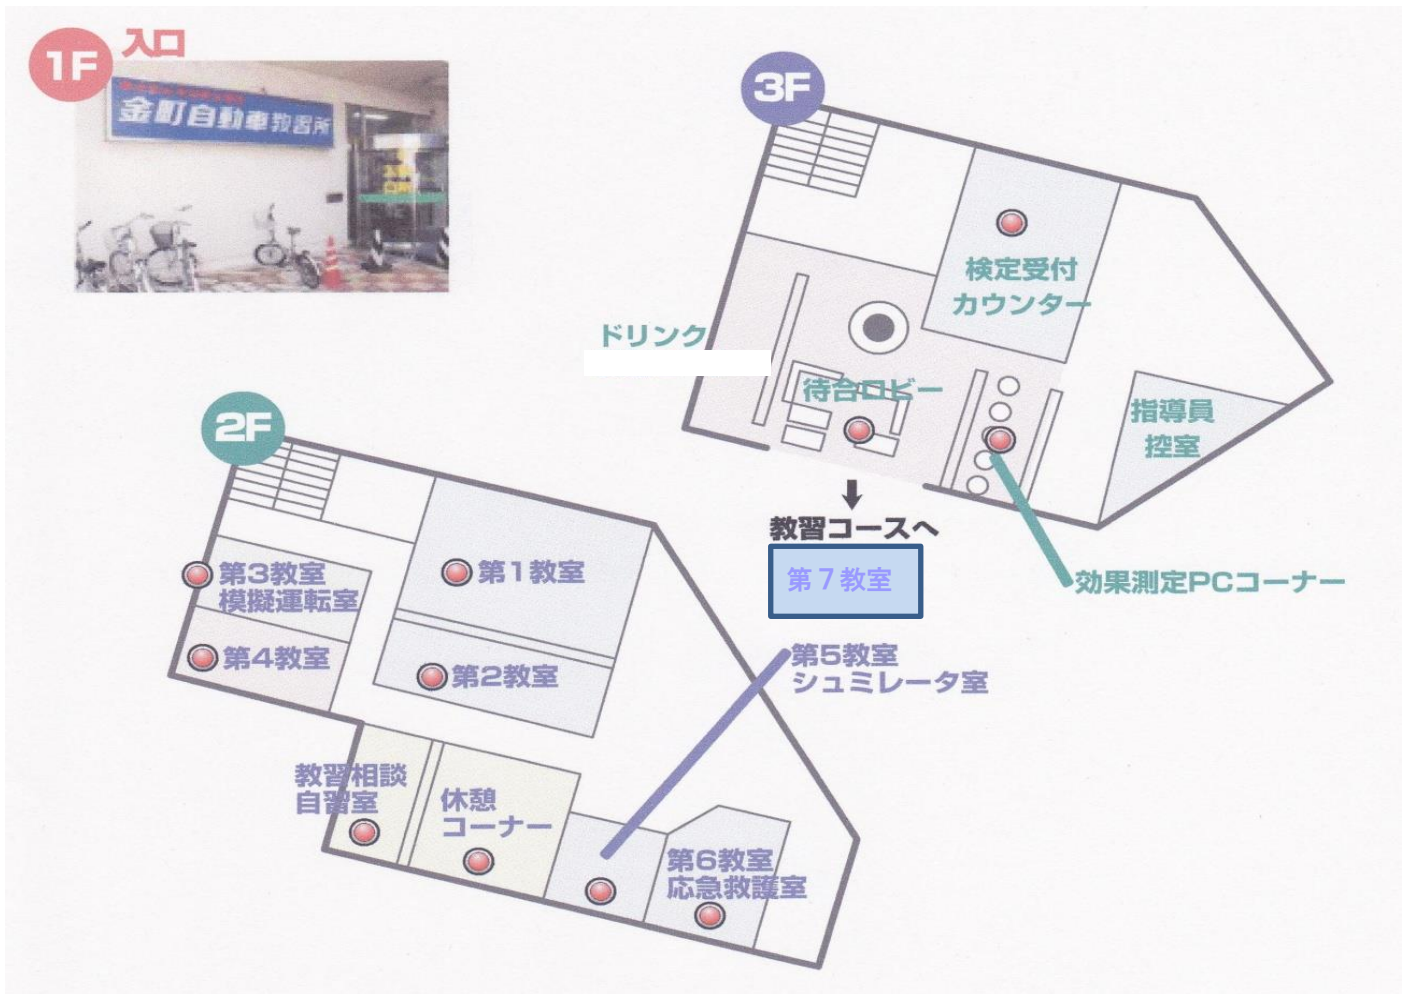 1F
入口
金町自動車教習所
3F
検定受付
カウンター
ドリンク
待合ロビー
指導員
控室
教習コースへ
第7教室
効果測定PCコーナー
2F
第1教室
第2教室
第3教室
模擬運転室
第4教室
第5教室
シュミレータ室
教習相談
自習室
休憩
コーナー
第6教室
応急救護室